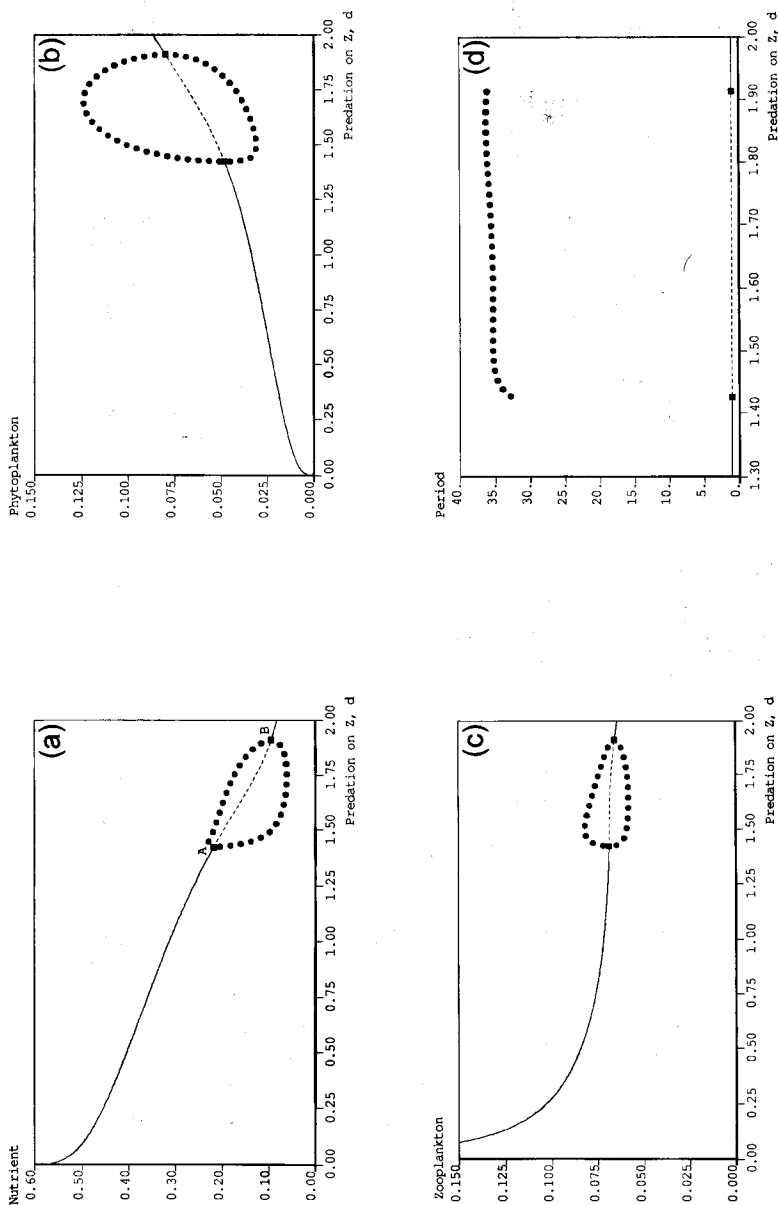 Nutrient
(a)
0.60
0.50
0.40
0.30
0.20
0.10
0.00
A
B
0.00 0.25 0.50 0.75 1.00 1.25 1.50 1.75 2.00
Predation on Z, d
Phytoplankton
(b)
0.150
0.125
0.100
0.075
0.050
0.025
0.000
0.00 0.25 0.50 0.75 1.00 1.25 1.50 1.75 2.00
Predation on Z, d
Zooplankton
(c)
0.150
0.125
0.100
0.075
0.050
0.025
0.000
0.00 0.25 0.50 0.75 1.00 1.25 1.50 1.75 2.00
Predation on Z, d
Period
(d)
40
35.
30.
25.
20.
15.
10.
5.0
0.
1.30 1.40 1.50 1.60 1.70 1.80 1.90 2.00
Predation on Z, d